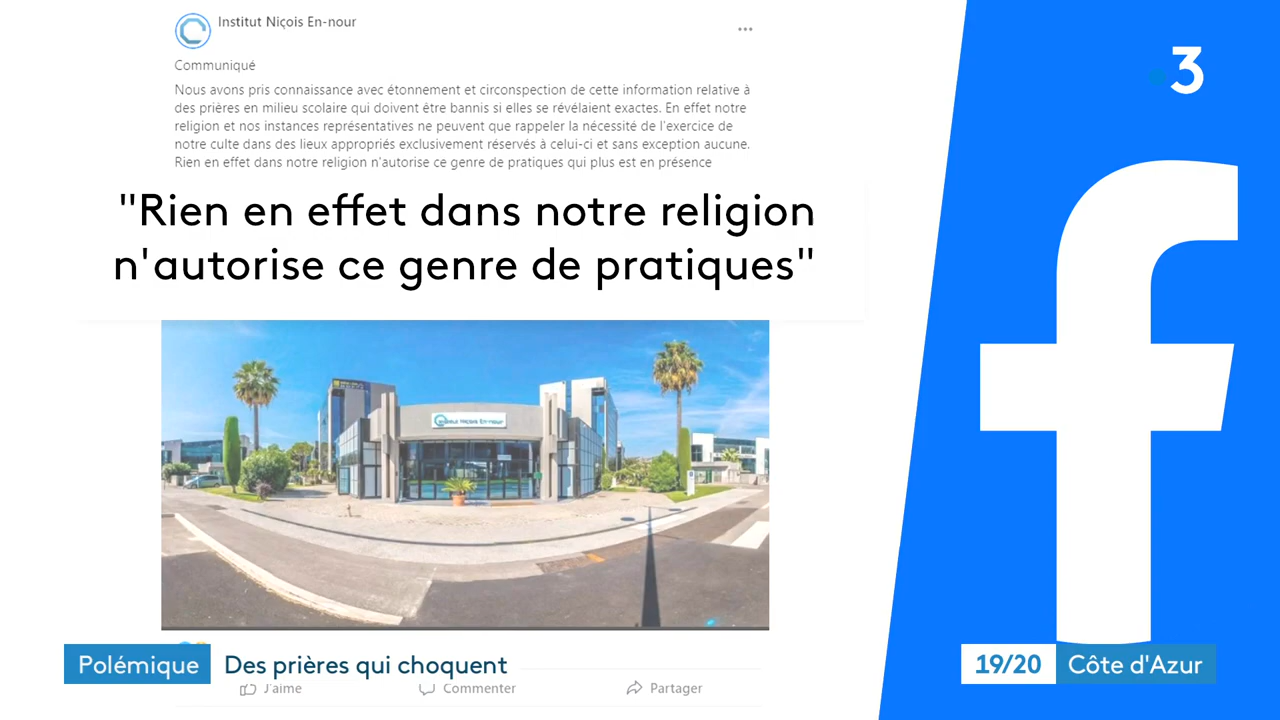 Institut Niçois En-nour
Communiqué
Nous avons pris connaissance avec étonnement et circonspection de cette information relative à
des prières en milieu scolaire qui doivent être bannis si elles se révélaient exactes. En effet notre
religion et nos instances représentatives ne peuvent que rappeler la nécessité de l'exercice de
notre culte dans des lieux appropriés exclusivement réservés à celui-ci et sans exception aucune.
Rien en effet dans notre religion n'autorise ce genre de pratiques qui plus est en présence
"Rien en effet dans notre religion
n'autorise ce genre de pratiques"
Institut Niçois En-nour
Polémique
Des prières qui choquent
J'aime
Commenter
Partager
3
f
19/20
Côte d'Azur